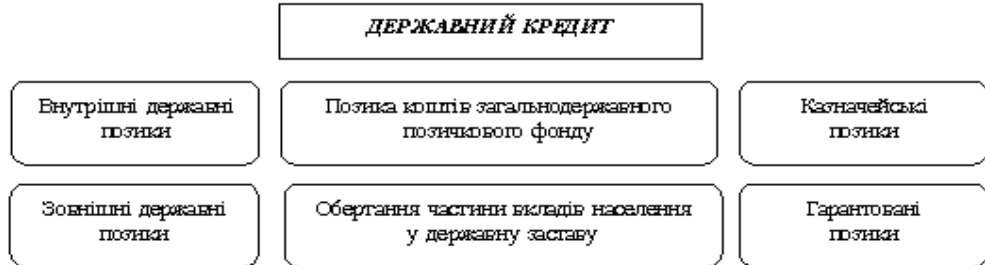 ДЕРЖАВНИЙ КРЕДИТ
Внутрішні державні
позики
Позика коштів загальнодержавного
позичкового фонду
Казначейські
позики
Зовнішні державні
позики
Обертання частини вкладів населення
у державну заставу
Гарантовані
позики